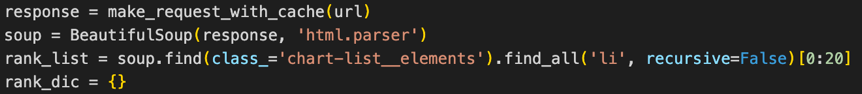 response = make_request_with_cache(url)
soup = BeautifulSoup(response, 'html.parser')
rank_list = soup.find(class_='chart-list__elements').find_all('li', recursive=False)[0:20]
rank_dic = {}